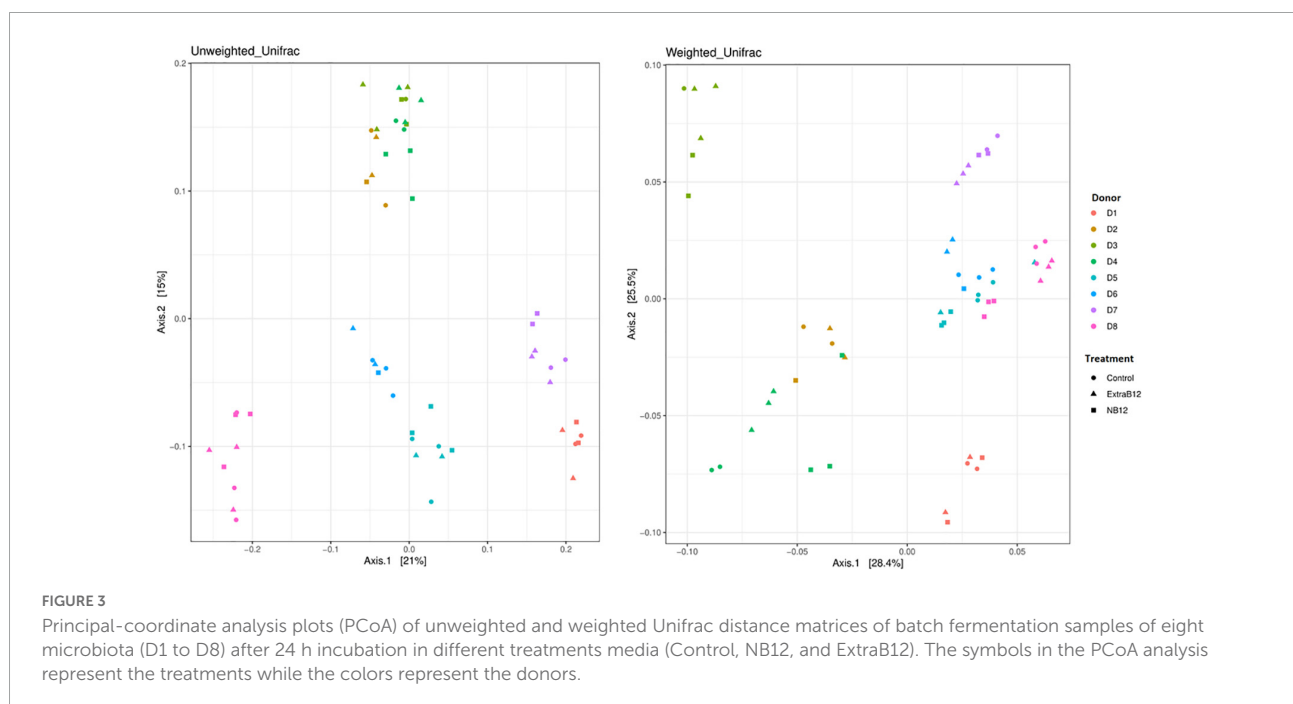 Unweighted_Unifrac
0.2
0.1
0.0
−0.1
Axis.2 [15%]
−0.2
−0.1
0.0
0.1
0.2
Axis.1 [21%]
Weighted_Unifrac
0.10
0.05
0.00
−0.05
−0.10
Axis.2 [25.5%]
−0.10
−0.05
0.00
0.05
Axis.1 [28.4%]
Donor
D1
D2
D3
D4
D5
D6
D7
D8
Treatment
Control
ExtraB12
NB12
FIGURE 3
Principal-coordinate analysis plots (PCoA) of unweighted and weighted Unifrac distance matrices of batch fermentation samples of eight
microbiota (D1 to D8) after 24 h incubation in different treatments media (Control, NB12, and ExtraB12). The symbols in the PCoA analysis
represent the treatments while the colors represent the donors.